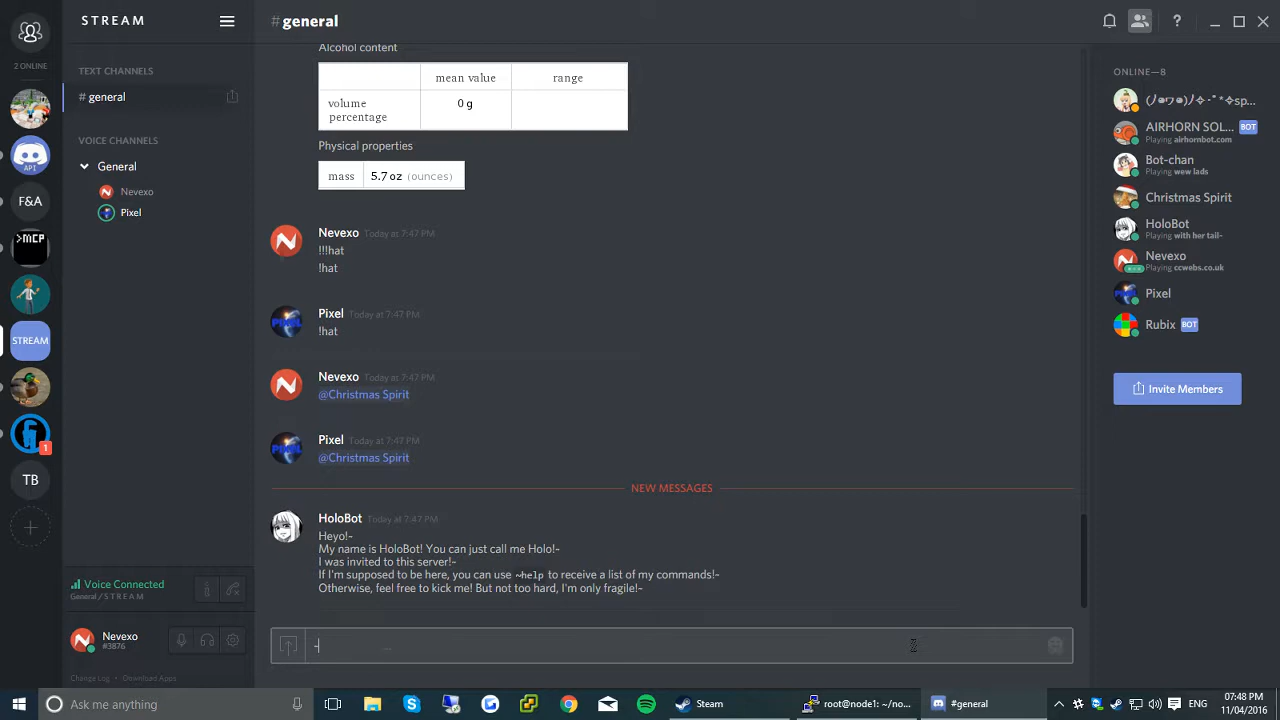 STREAM
#general
2 ONLINE
TEXT CHANNELS
# general
VOICE CHANNELS
General
Nevexo
Pixel
API
F&A
>MCP
STREAM
1
TB
Alcohol content
mean value
range
volume percentage
0 g
Physical properties
mass
5.7 oz (ounces)
Nevexo Today at 7:47 PM
!!!hat
!hat
Pixel Today at 7:47 PM
!hat
Nevexo Today at 7:47 PM
@Christmas Spirit
Pixel Today at 7:47 PM
@Christmas Spirit
NEW MESSAGES
HoloBot Today at 7:47 PM
Heyo!~
My name is HoloBot! You can just call me Holo!~
I was invited to this server!~
If I'm supposed to be here, you can use ~help to receive a list of my commands!~
Otherwise, feel free to kick me! But not too hard, I'm only fragile!~
ONLINE—8
AIRHORN SOL... BOT
Playing airhornbot.com
Bot-chan
Playing wew lads
Christmas Spirit
HoloBot
Playing with her tail~
Nevexo
Playing ccwebs.co.uk
Pixel
Rubix BOT
Invite Members
Voice Connected
General / S T R E A M
Nevexo
#3876
Change Log • Download Apps
Ask me anything
Steam
root@node1: ~/no...
#general
ENG
07:48 PM
11/04/2016